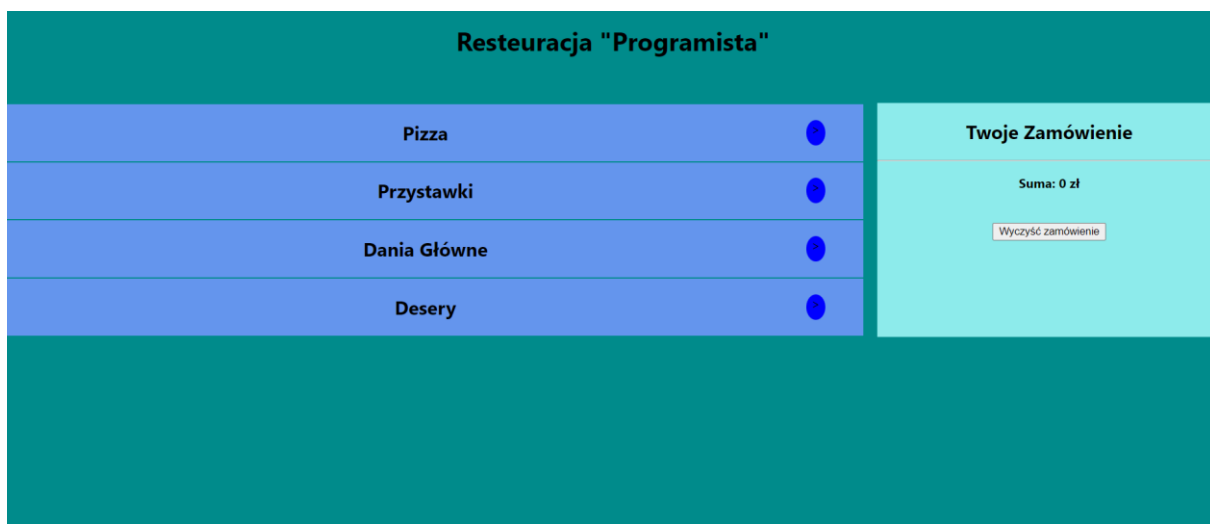 Resteuracja "Programista"
Pizza
Przystawki
Dania Główne
Desery
Twoje Zamówienie
Suma: 0 zł
Wyczyść zamówienie